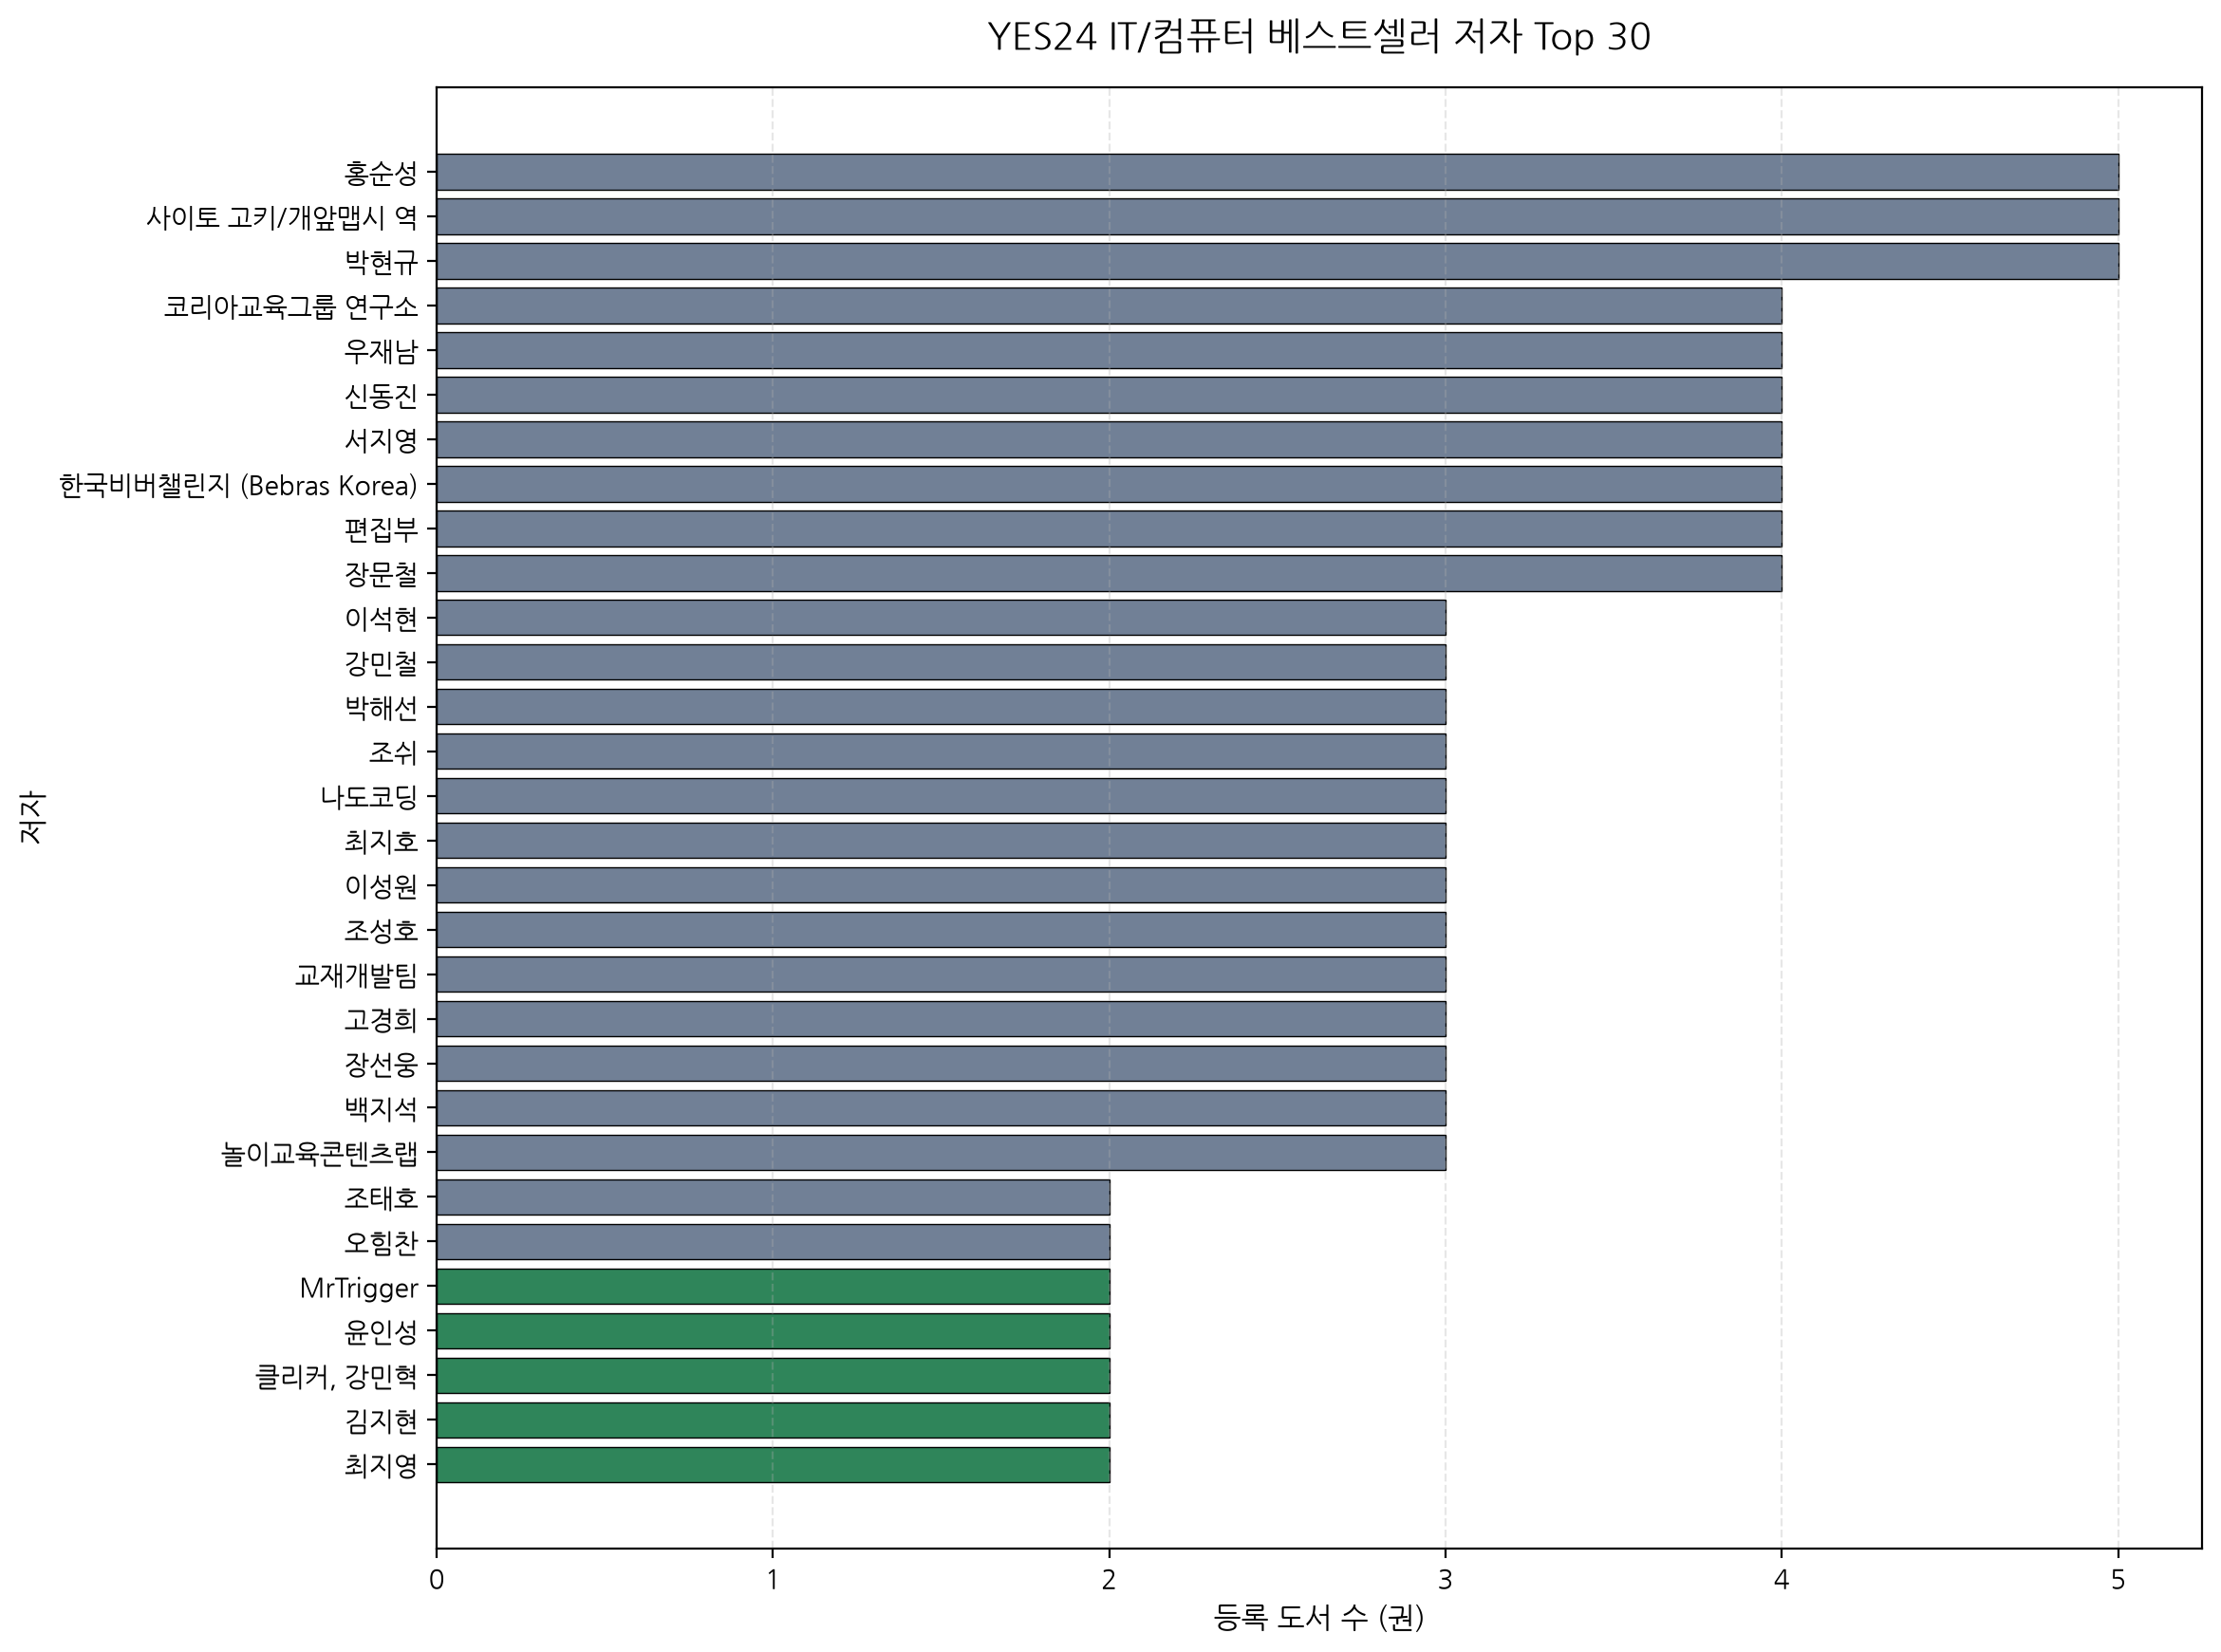 YES24 IT/컴퓨터 베스트셀러 저자 Top 30
홍순성
사이토 고키/개앞맵시 역
박현규
코리아교육그룹 연구소
우재남
신동진
서지영
한국비버챌린지 (Bebras Korea)
편집부
장문철
이석현
강민철
박해선
조쉬
나도코딩
최지호
이성원
조성호
교재개발팀
고경희
장선웅
백지석
놀이교육콘텐츠랩
조태호
오힘찬
MrTrigger
윤인성
클리커, 강민혁
김지현
최지영
저자
0 1 2 3 4 5
등록 도서 수 (권)